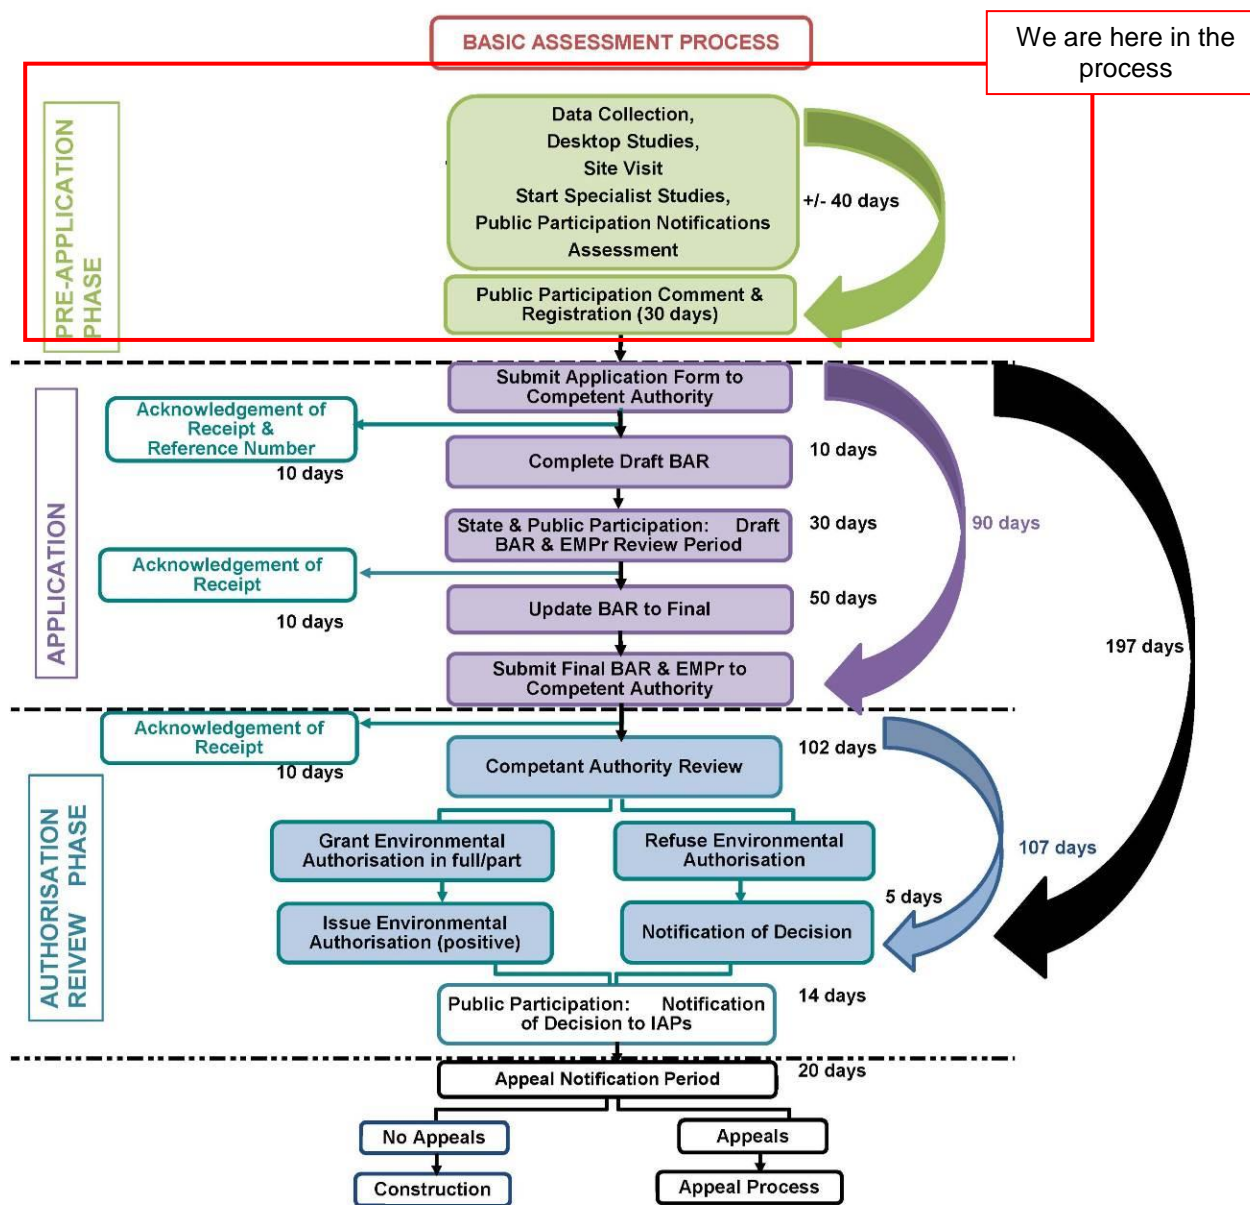 BASIC ASSESSMENT PROCESS
We are here in the
process
PRE-APPLICATION
PHASE
Data Collection,
Desktop Studies,
Site Visit
Start Specialist Studies,
Public Participation Notifications
Assessment
+/- 40 days
Public Participation Comment &
Registration (30 days)
APPLICATION
Submit Application Form to
Competent Authority
Acknowledgement of
Receipt &
Reference Number
10 days
Complete Draft BAR
10 days
State & Public Participation: Draft
BAR & EMPr Review Period
30 days
90 days
Acknowledgement of
Receipt
10 days
Update BAR to Final
50 days
197 days
Submit Final BAR & EMPr to
Competent Authority
AUTHORISATION
REIVIEW PHASE
Acknowledgement of
Receipt
10 days
Competant Authority Review
102 days
Grant Environmental
Authorisation in full/part
Refuse Environmental
Authorisation
107 days
5 days
Issue Environmental
Authorisation (positive)
Notification of Decision
Public Participation: Notification
of Decision to IAPs
14 days
Appeal Notification Period
20 days
No Appeals
Appeals
Construction
Appeal Process